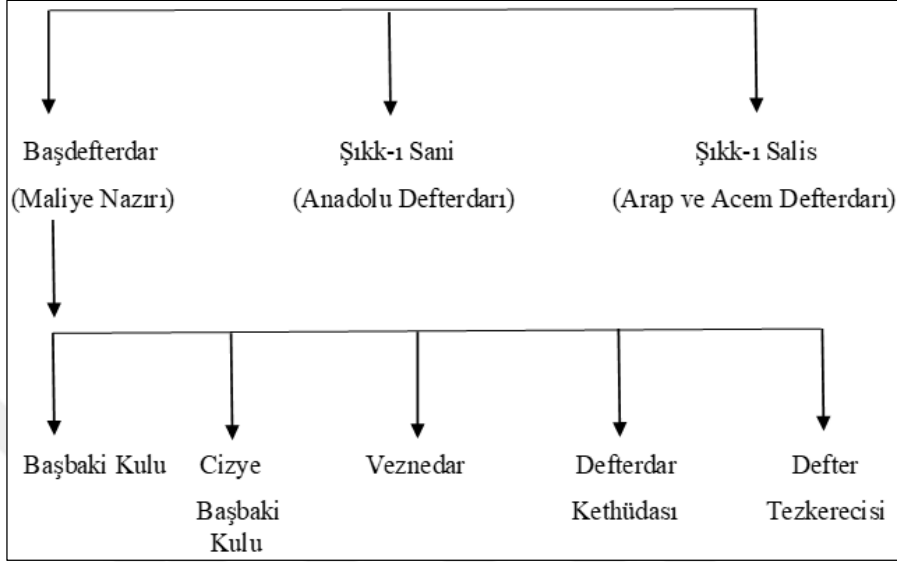 Başdefterdar
(Maliye Nazırı)
Şıkk-ı Sani
(Anadolu Defterdarı)
Şıkk-ı Salis
(Arap ve Acem Defterdarı)
Başbaki Kulu
Cizye
Başbaki
Kulu
Veznedar
Defterdar
Kethüdası
Defter
Tezkerecisi